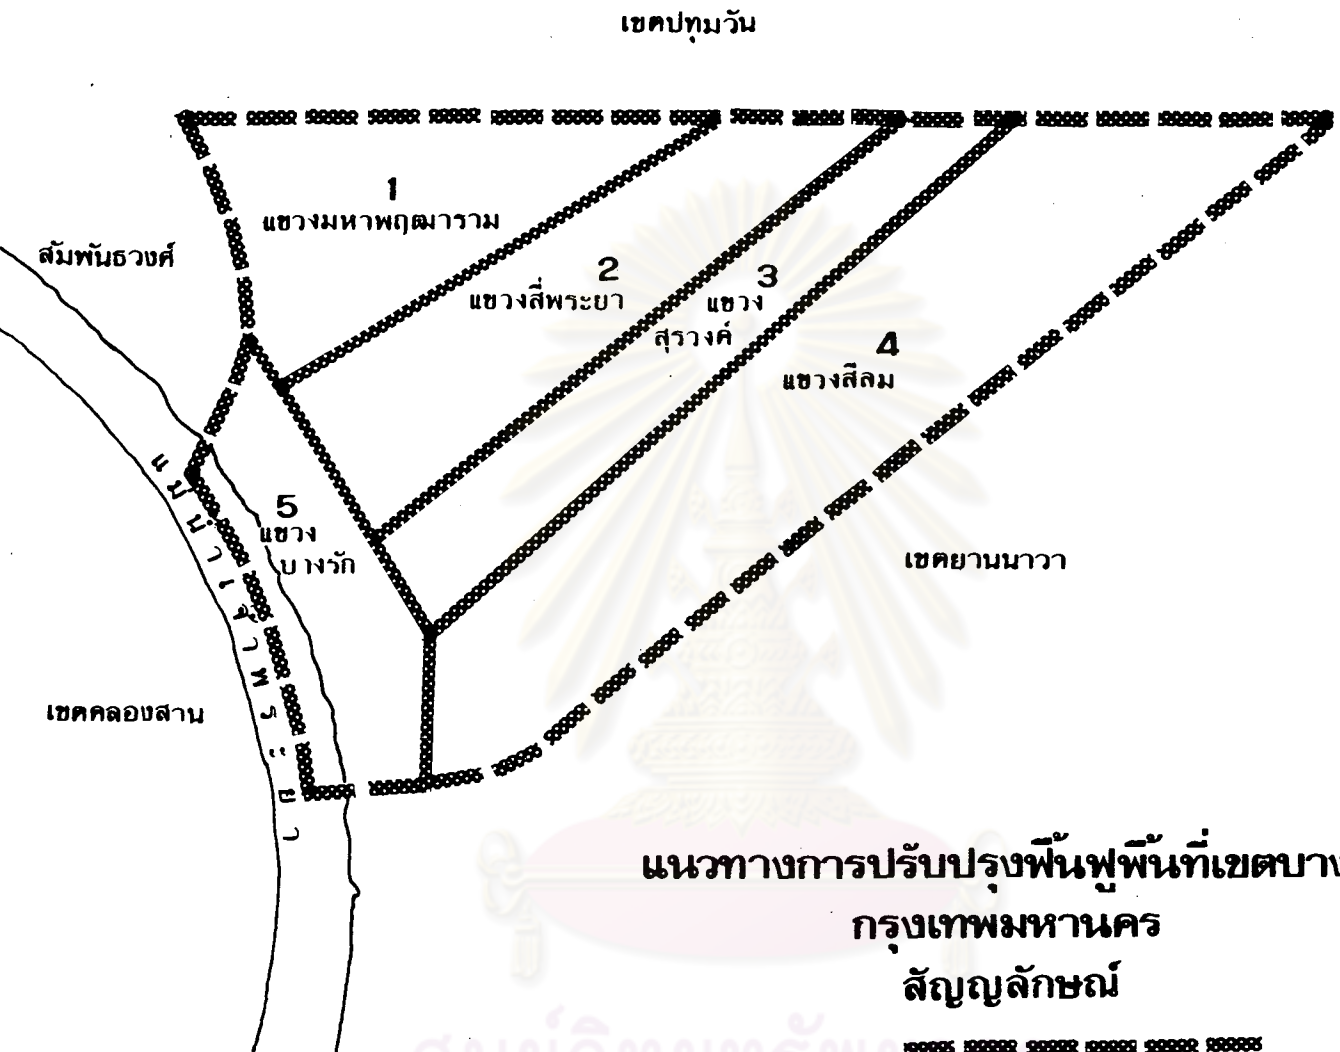 เขตปทุมวัน
1
แขวงมหาพฤฒาราม
สัมพันธวงศ์
2
แขวงสี่พระยา
3
แขวง
สุรวงค์
4
แขวงสีลม
แม่น้ำเจ้าพระยา
5
แขวง
บางรัก
เขตยานนาวา
เขตคลองสาน
แนวทางการปรับปรุงฟื้นฟูพื้นที่เขตบาง
กรุงเทพมหานคร
สัญญลักษณ์